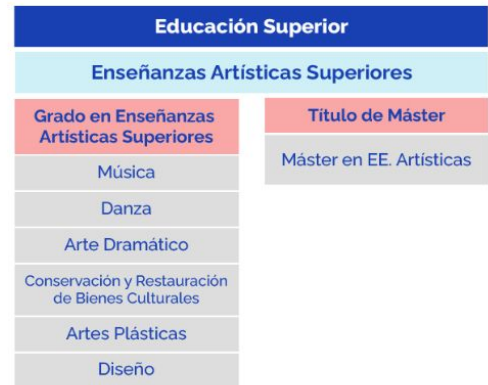 Educación Superior
Enseñanzas Artísticas Superiores
Grado en Enseñanzas
Artísticas Superiores
Música
Danza
Arte Dramático
Conservación y Restauración
de Bienes Culturales
Artes Plásticas
Diseño
Título de Máster
Máster en EE. Artísticas